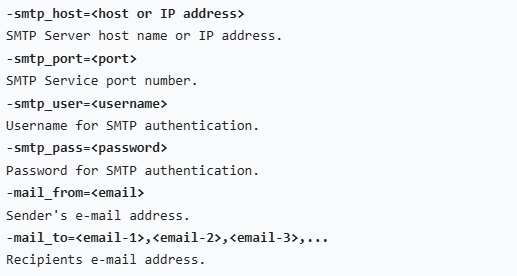 -smtp_host=<host or IP address>
SMTP Server host name or IP address.
-smtp_port=<port>
SMTP Service port number.
-smtp_user=<username>
Username for SMTP authentication.
-smtp_pass=<password>
Password for SMTP authentication.
-mail_from=<email>
Sender's e-mail address.
-mail_to=<email-1>,<email-2>,<email-3>,...
Recipients e-mail address.